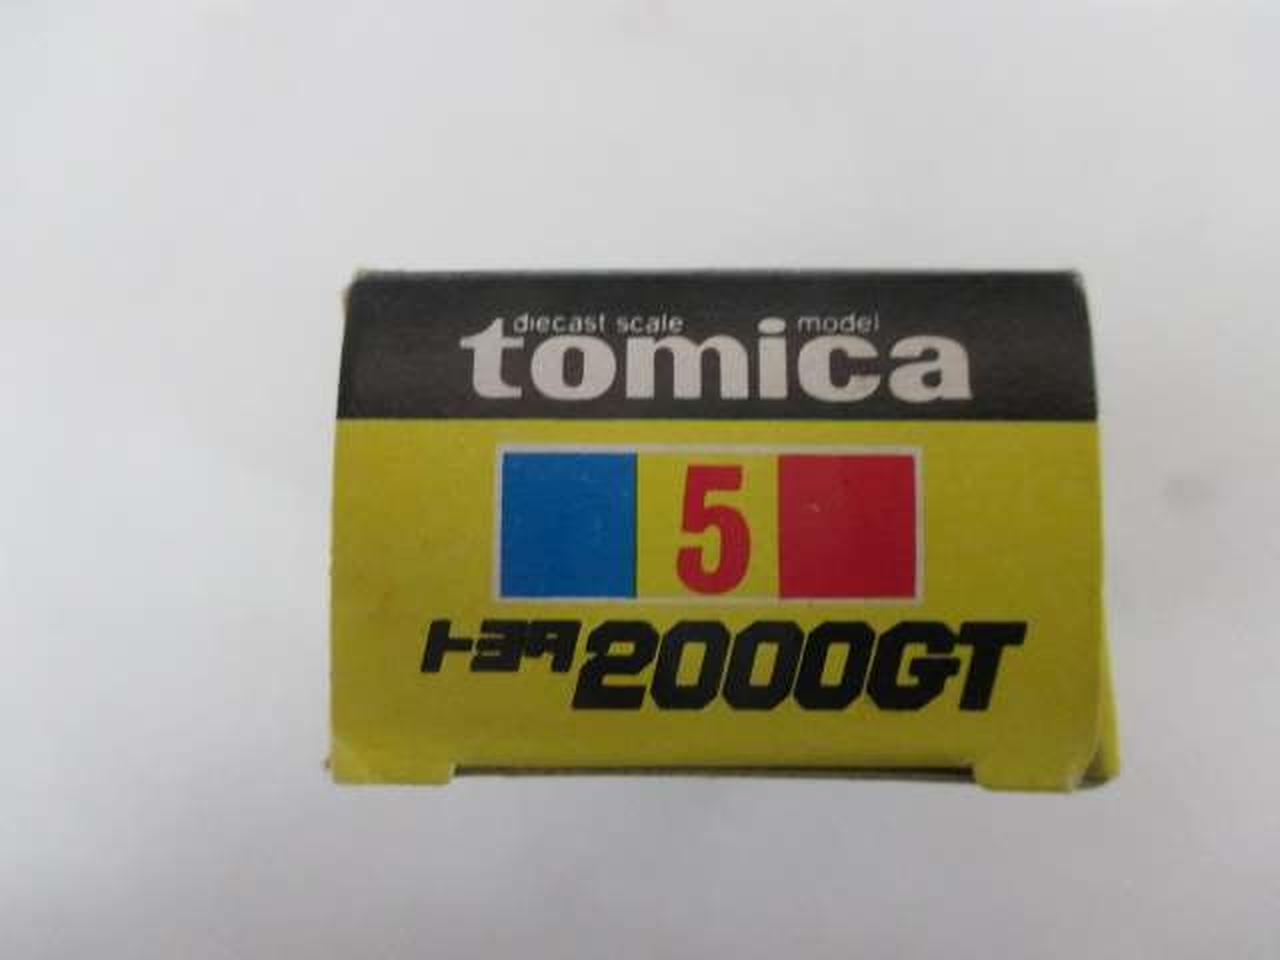 diecast scale model
tomica
5
トヨタ2000GT